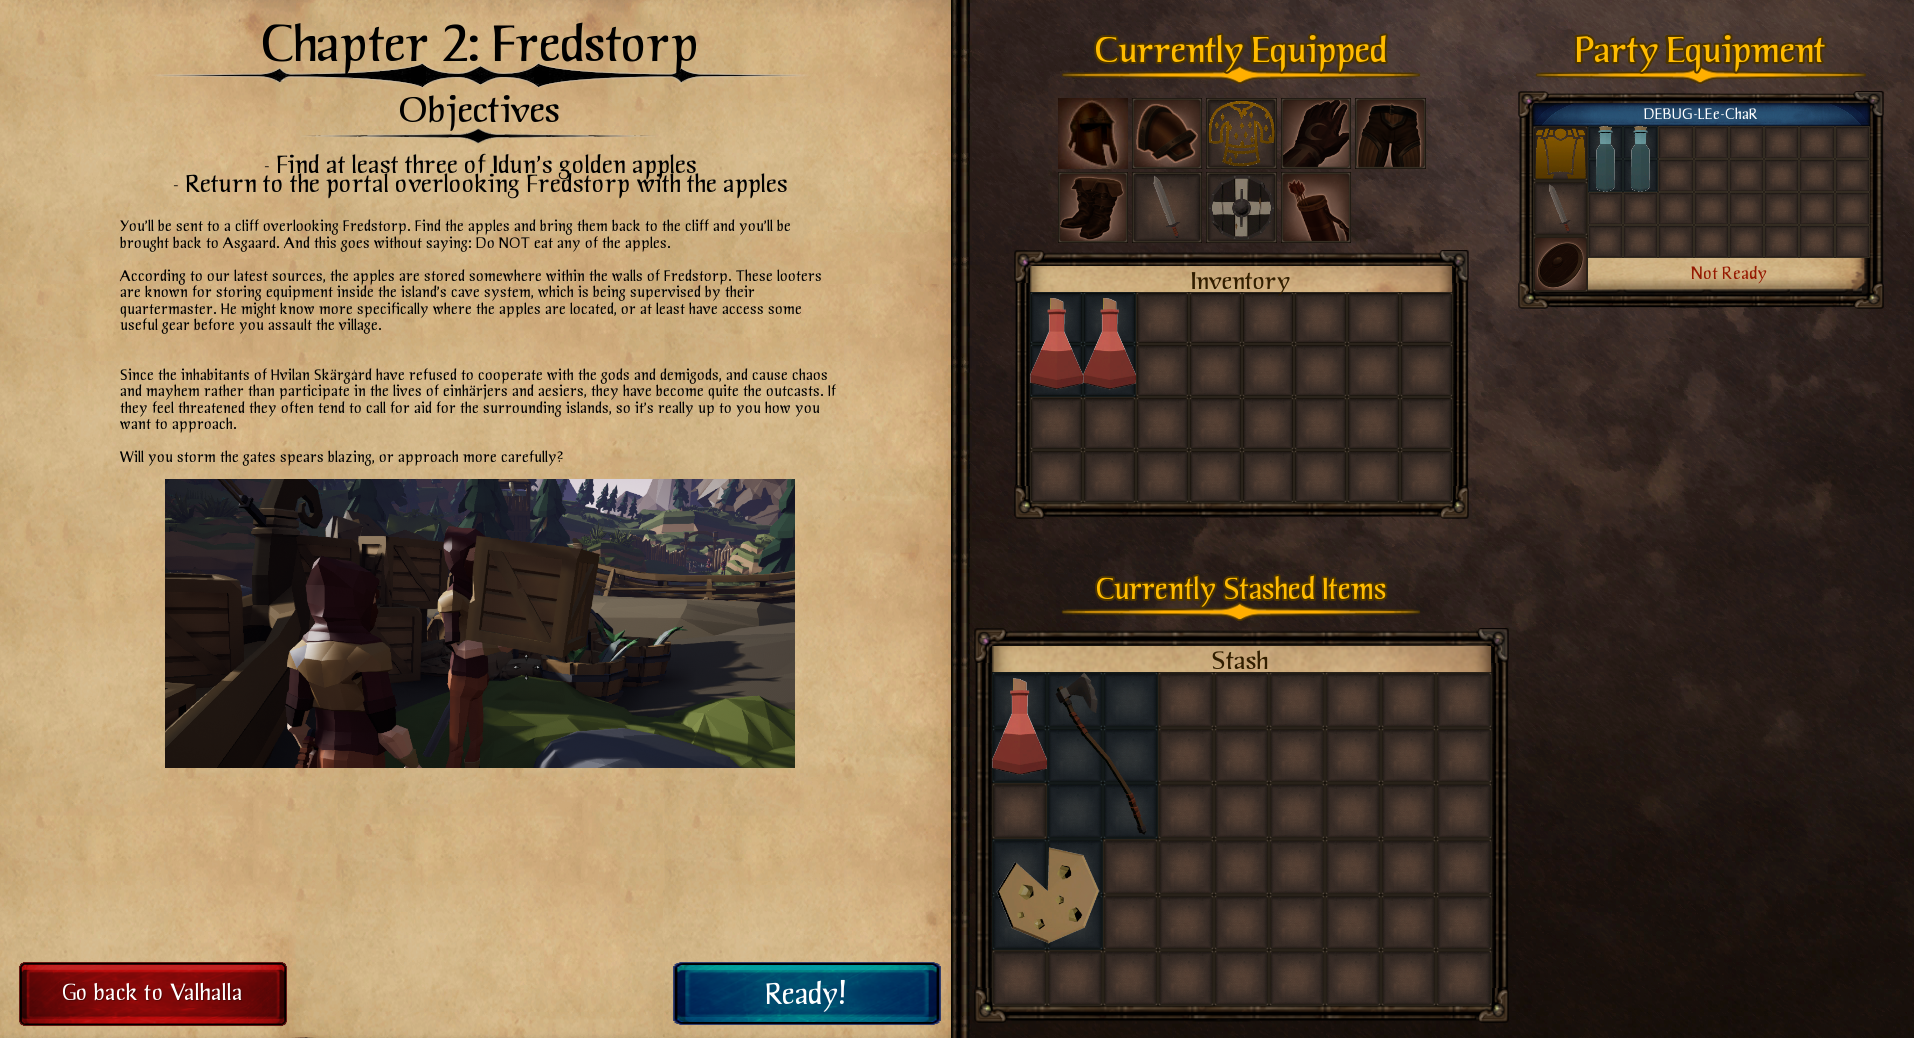 Chapter 2: Fredstorp
Objectives
- Find at least three of Idun's golden apples
- Return to the portal overlooking Fredstorp with the apples
You'll be sent to a cliff overlooking Fredstorp. Find the apples and bring them back to the cliff and you'll be
brought back to Asgaard. And this goes without saying: Do NOT eat any of the apples.
According to our latest sources, the apples are stored somewhere within the walls of Fredstorp. These looters
are known for storing equipment inside the island's cave system, which is being supervised by their
quartermaster. He might know more specifically where the apples are located, or at least have access some
useful gear before you assault the village.
Since the inhabitants of Hvilan Skärgård have refused to cooperate with the gods and demigods, and cause chaos
and mayhem rather than participate in the lives of einhärjers and aesiers, they have become quite the outcasts. If
they feel threatened they often tend to call for aid for the surrounding islands, so it's really up to you how you
want to approach.
Will you storm the gates spears blazing, or approach more carefully?
Go back to Valhalla
Ready!
Currently Equipped
Inventory
Currently Stashed Items
Stash
Party Equipment
DEBUG-LEe-ChaR
Not Ready